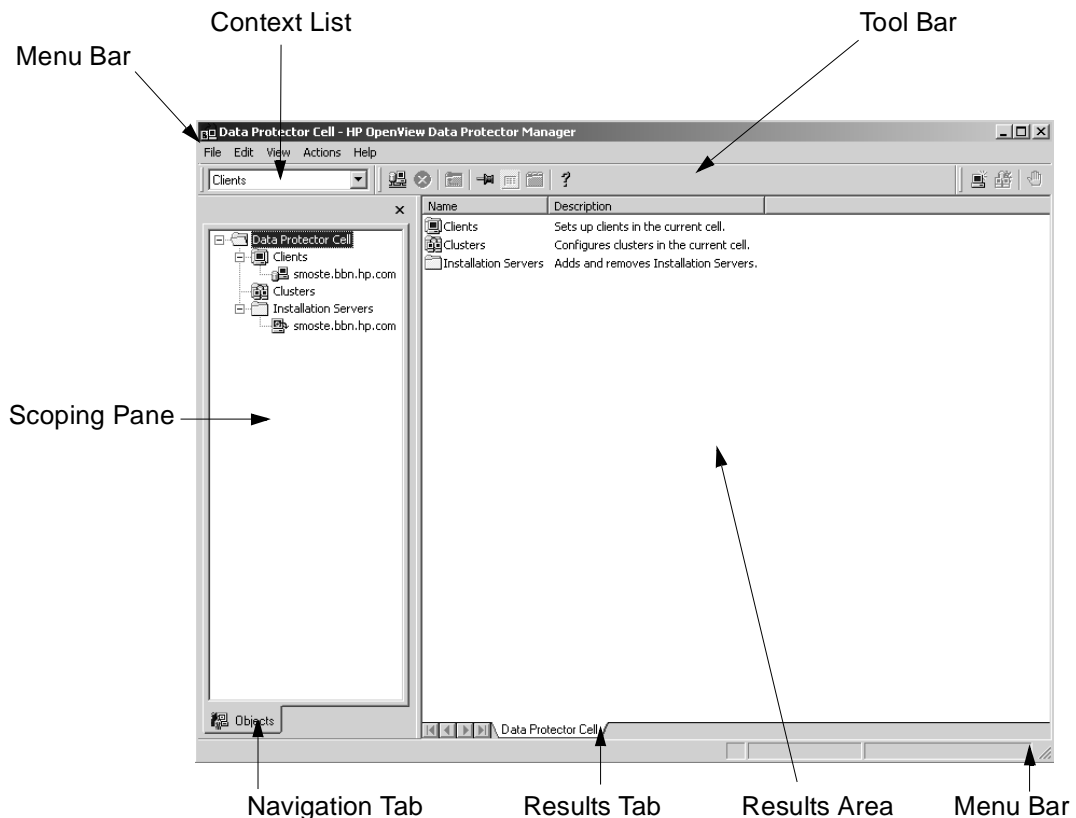 Context List
Tool Bar
Menu Bar
Data Protector Cell - HP OpenView Data Protector Manager
File Edit View Actions Help
Clients
?
Name Description
Clients Sets up clients in the current cell.
Clusters Configures clusters in the current cell.
Installation Servers Adds and removes Installation Servers.
Data Protector Cell
Clients
smoste.bbn.hp.com
Clusters
Installation Servers
smoste.bbn.hp.com
Scoping Pane
Objects
Data Protector Cell
Navigation Tab
Results Tab
Results Area
Menu Bar